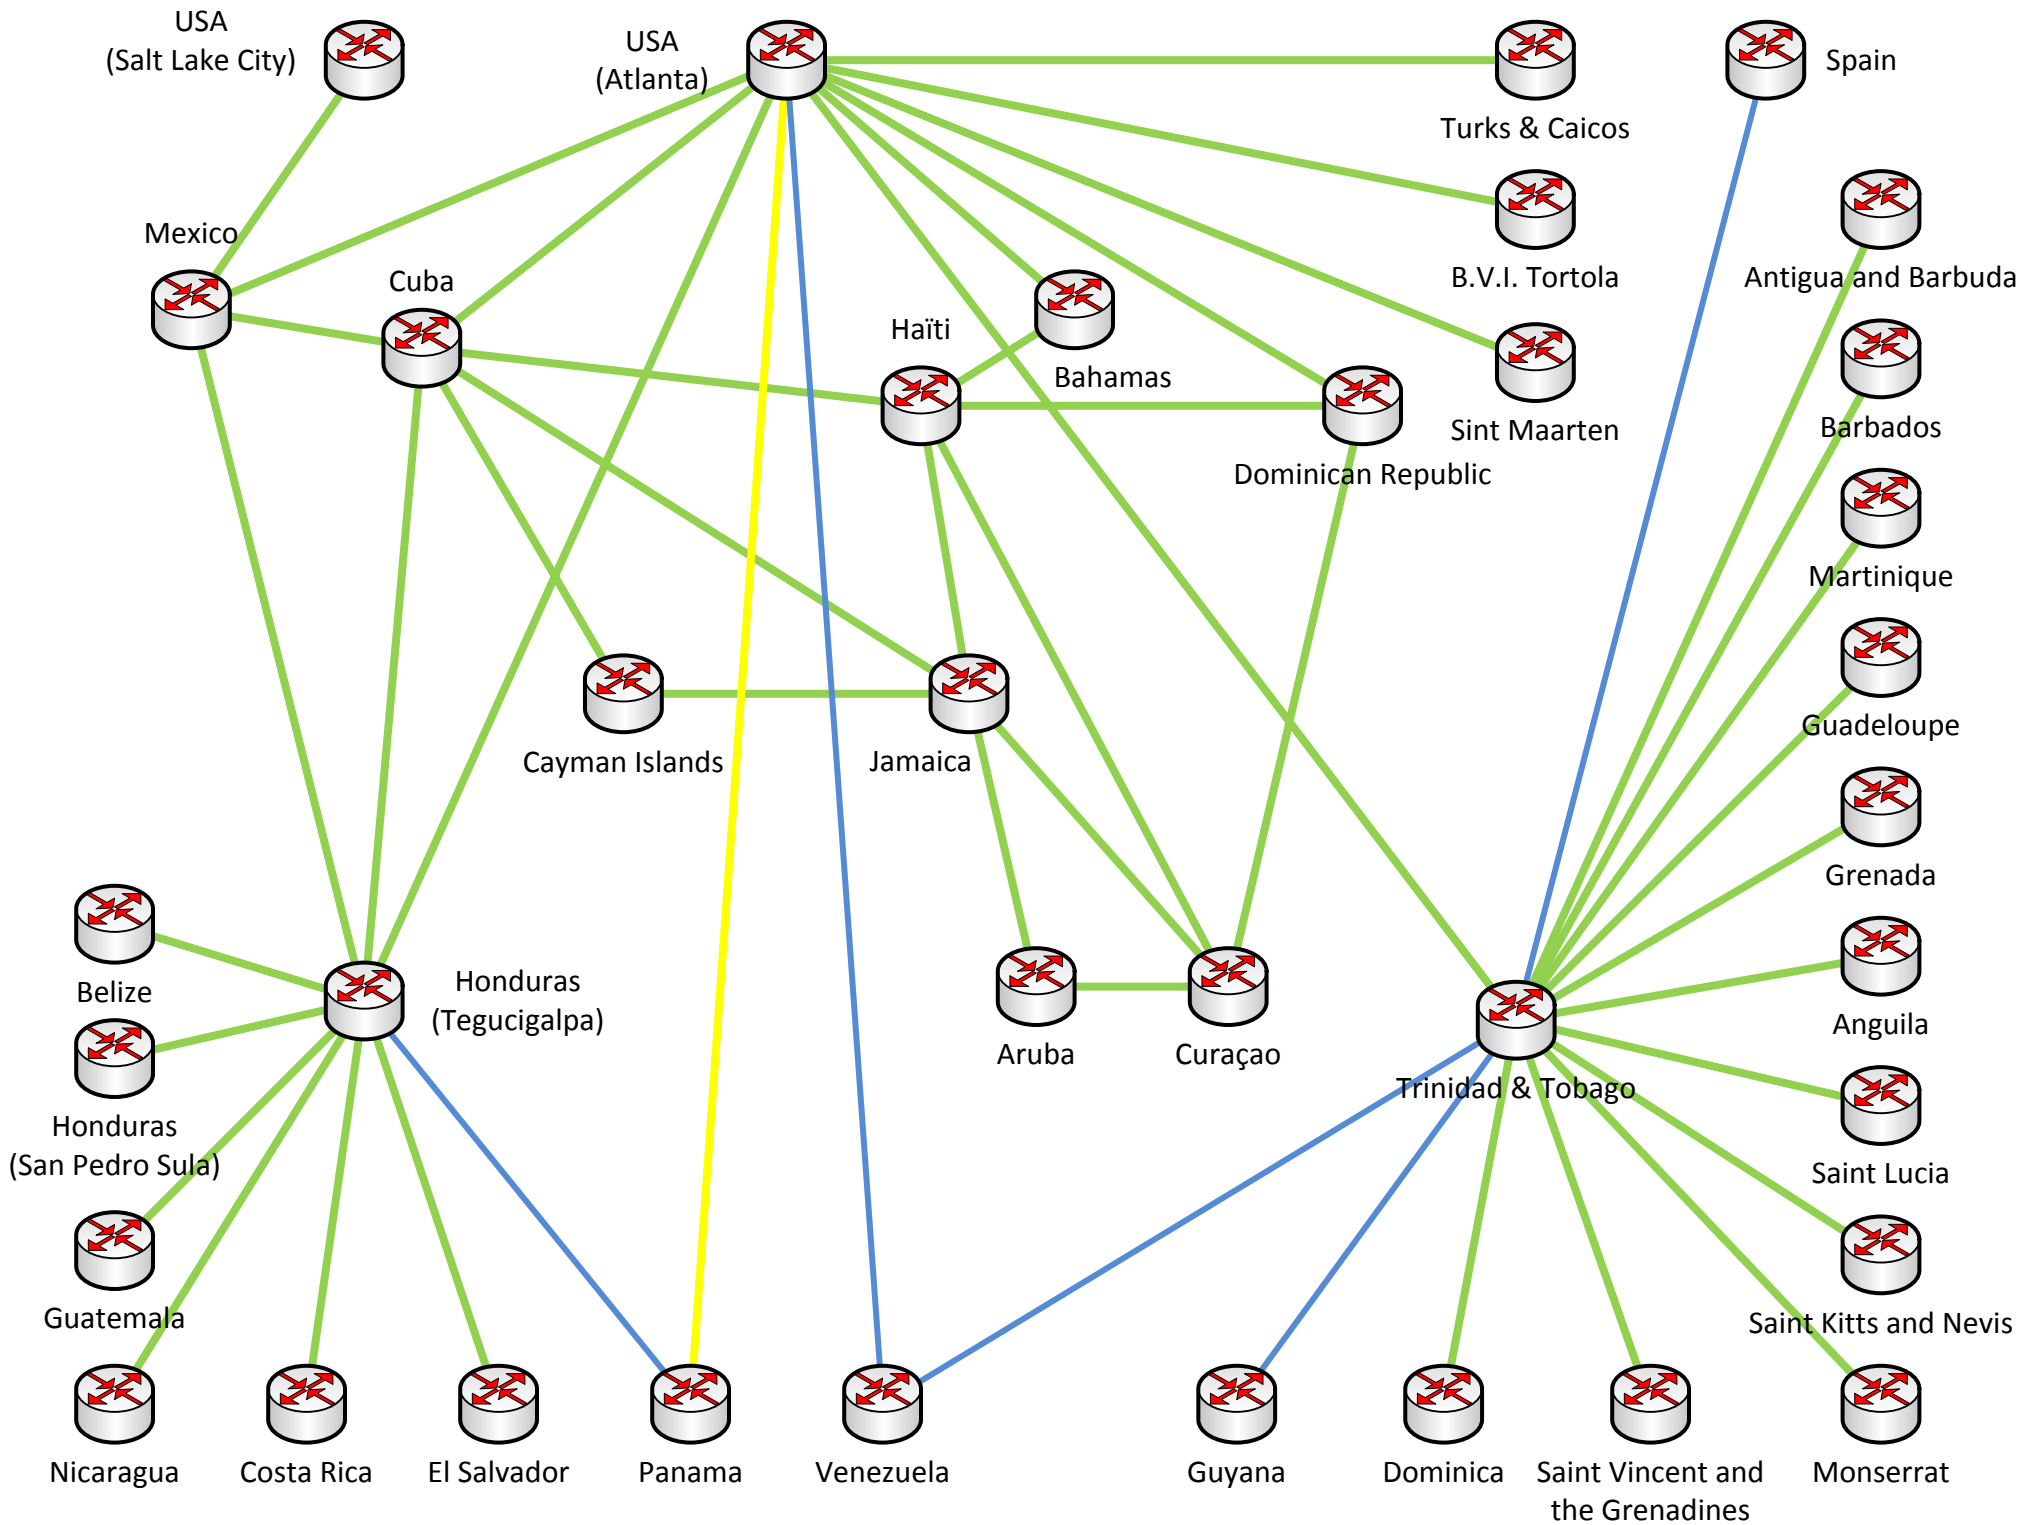 USA
(Salt Lake City)
USA
(Atlanta)
Spain
Turks & Caicos
Mexico
Cuba
B.V.I. Tortola
Antigua and Barbuda
Haïti
Bahamas
Sint Maarten
Barbados
Dominican Republic
Martinique
Guadeloupe
Cayman Islands
Jamaica
Grenada
Belize
Honduras
(Tegucigalpa)
Aruba
Curaçao
Anguila
Trinidad & Tobago
Honduras
(San Pedro Sula)
Saint Lucia
Guatemala
Saint Kitts and Nevis
Nicaragua
Costa Rica
El Salvador
Panama
Venezuela
Guyana
Dominica
Saint Vincent and
the Grenadines
Monserrat